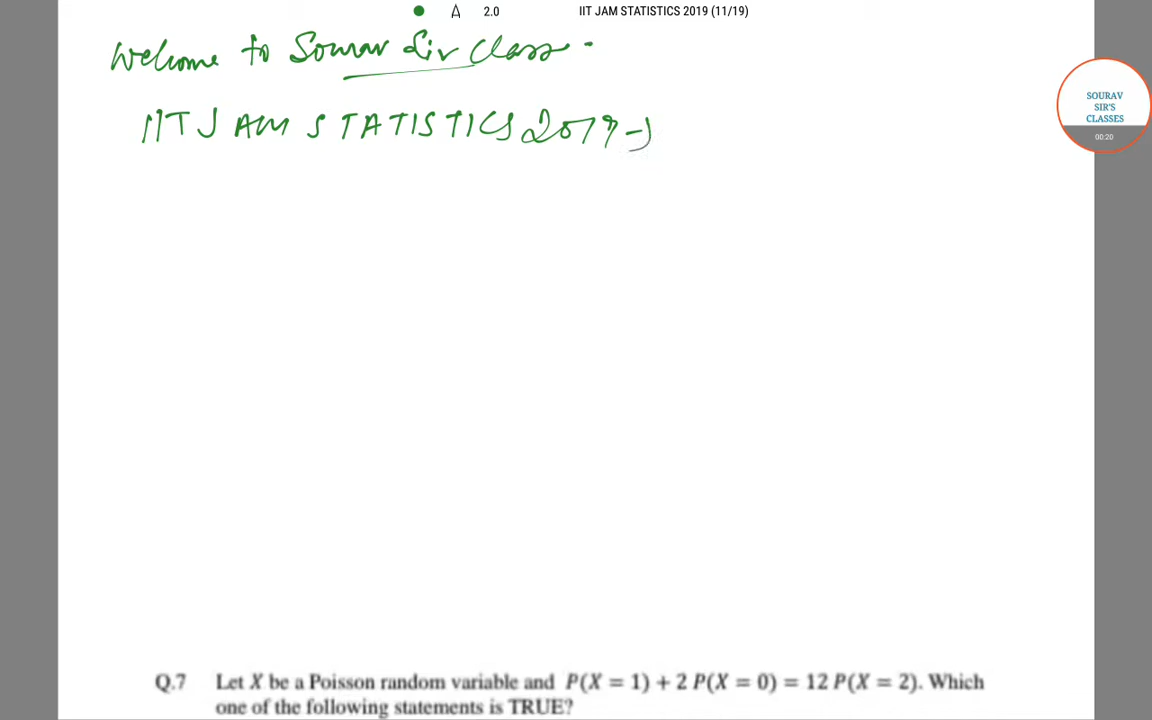 2.0 IIT JAM STATISTICS 2019 (11/19)
Welcome to Sourav Sir Class.
IIT JAM STATISTICS 2019
SOURAV
SIR'S
CLASSES
00:20
Q.7 Let X be a Poisson random variable and P(X = 1) + 2 P(X = 0) = 12 P(X = 2). Which
one of the following statements is TRUE?